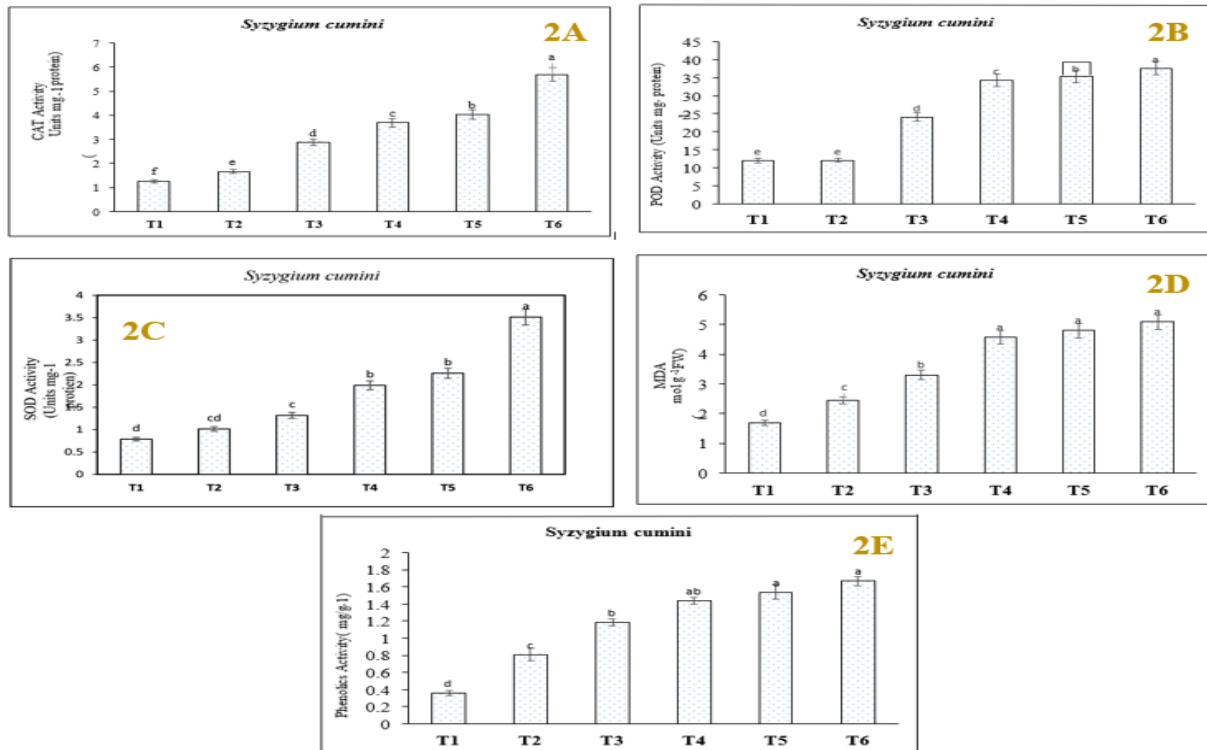 Syzygium cumini
2A
CAT Activity
Units mg-1protein)
(
7
6
5
4
3
2
1
0
f
e
d
c
b
a
T1 T2 T3 T4 T5 T6
Syzygium cumini
2B
POD Activity (Units mg- protein)
45
40
35
30
25
20
15
10
5
0
e
e
d
c
b
a
T1 T2 T3 T4 T5 T6
Syzygium cumini
2C
SOD Activity
(Units mg-1
protien)
4
3.5
3
2.5
2
1.5
1
0.5
0
d
cd
c
b
b
a
T1 T2 T3 T4 T5 T6
Syzygium cumini
2D
MDA
mol g-1FW)
(
6
5
4
3
2
1
0
d
c
b
a
a
a
T1 T2 T3 T4 T5 T6
Syzygium cumini
2E
Phenolics Activity( mg/g-1)
2
1.8
1.6
1.4
1.2
1
0.8
0.6
0.4
0.2
0
d
c
b
ab
a
a
T1 T2 T3 T4 T5 T6